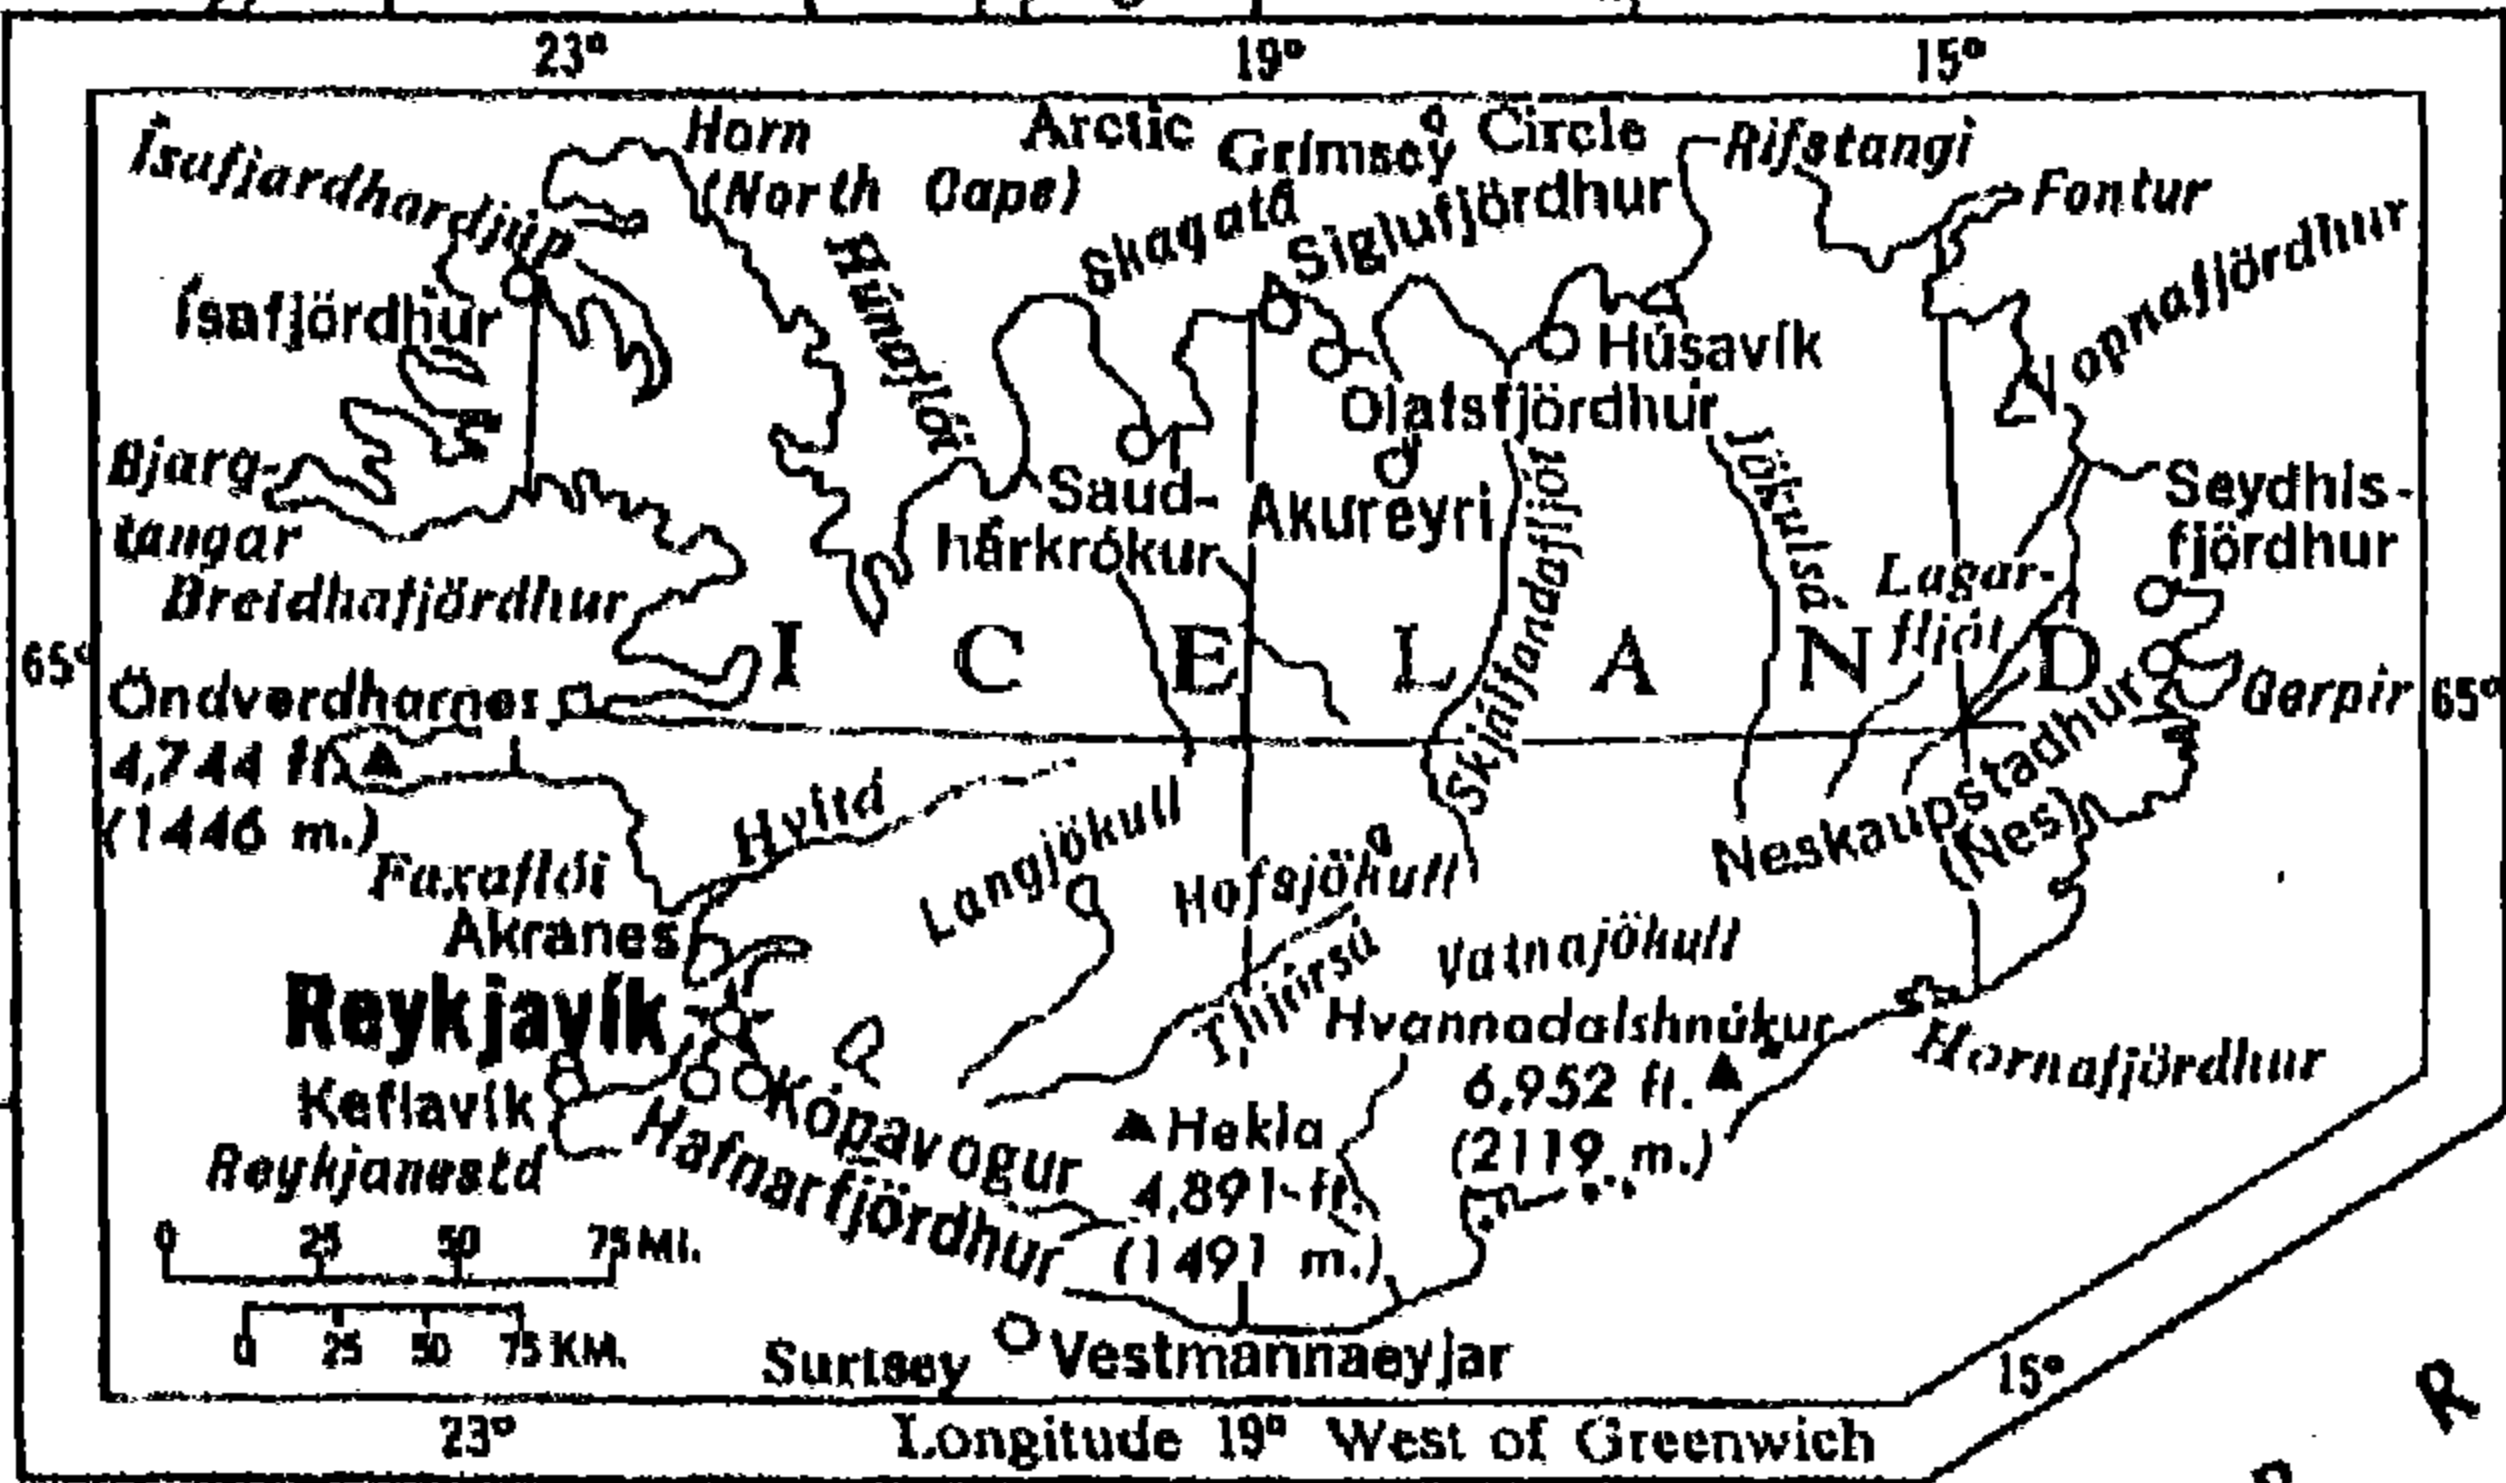 23°
19°
15°
Ísafjardhardjúp
Horn
(North Cape)
Arctic Circle
Grímsey
Rifstangi
Fontur
Skagatá
Siglufjördhur
Húnaflói
Vopnafjördhur
Ísafjördhur
Húsavík
Olafsfjördhur
Bjarg-
tangar
Saud-
hárkrókur
Akureyri
Skjálfandafljót
Jökulsá
Seydhis-
fjördhur
Lagar-
fljót
Breidhafjördhur
ICELAND
65°
65°
Öndverdharnes
4,744 ft.
(1446 m.)
Gerpir
Neskaupstadhur
(Nes)
Hvítá
Langjökull
Hofsjökull
Faxaflói
Akranes
Thjórsá
Vatnajökull
Reykjavík
Hvannadalshnúkur
6,952 ft.
(2119 m.)
Hornafjördhur
Keflavík
Kópavogur
Hafnarfjördhur
Reykjanestá
Hekla
4,891 ft.
(1491 m.)
0 25 50 75 MI.
0 25 50 75 KM.
Surtsey
Vestmannaeyjar
15°
23°
Longitude 19° West of Greenwich
R